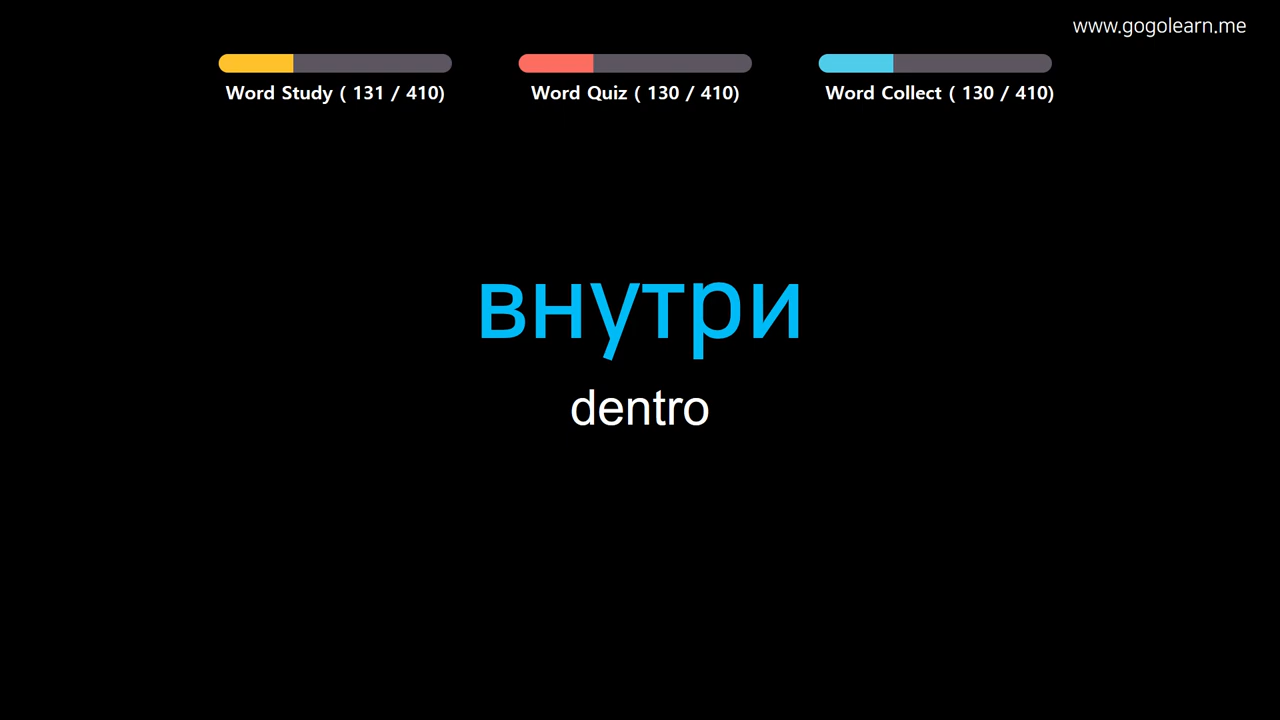 www.gogolearn.me
Word Study ( 131 / 410)
Word Quiz ( 130 / 410)
Word Collect ( 130 / 410)
внутри
dentro